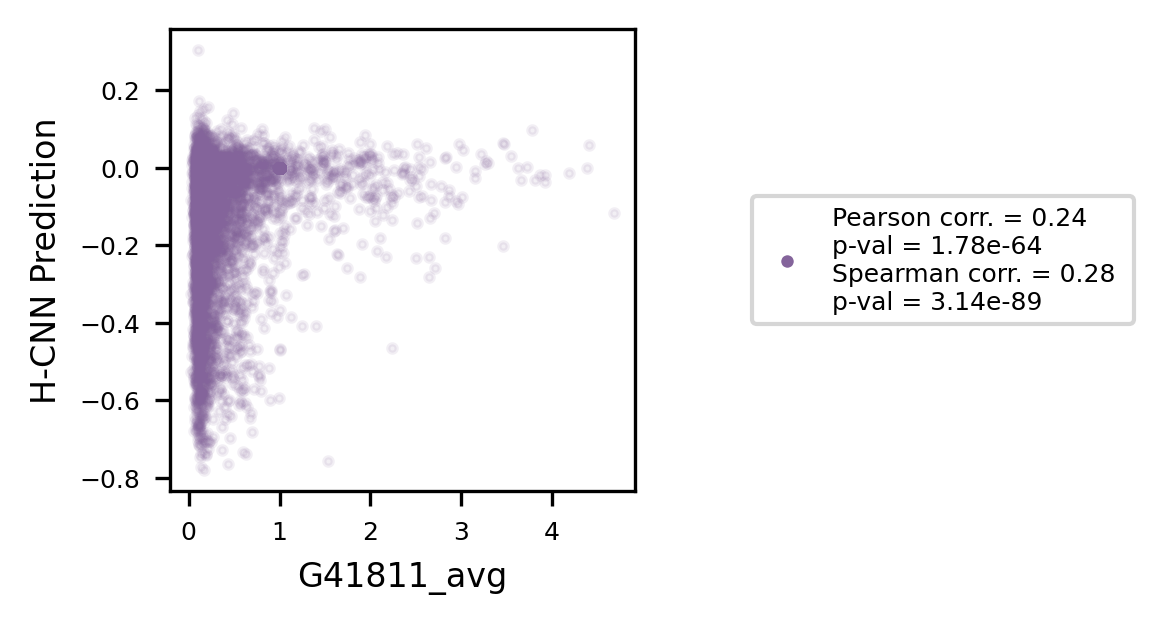 H-CNN Prediction
0.2
0.0
−0.2
−0.4
−0.6
−0.8
0
1
2
3
4
G41811_avg
Pearson corr. = 0.24
p-val = 1.78e-64
Spearman corr. = 0.28
p-val = 3.14e-89